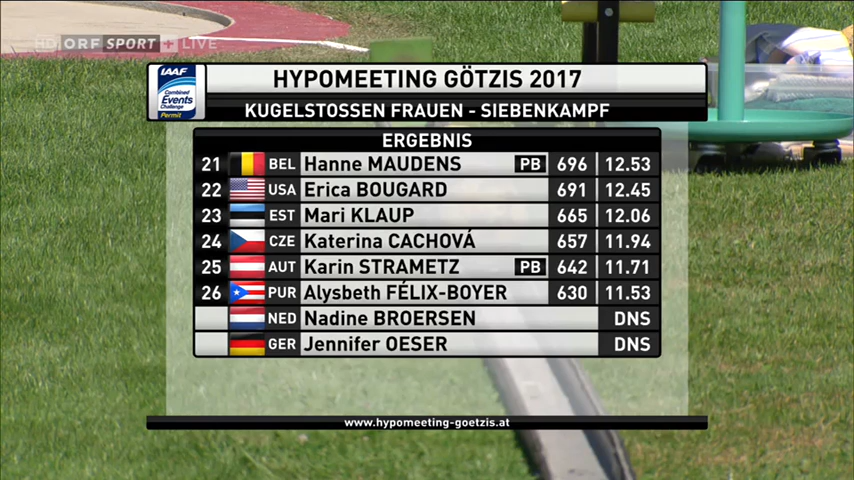 HD ORF SPORT + LIVE
IAAF
Combined
Events
Challenge
Permit
HYPOMEETING GÖTZIS 2017
KUGELSTOSSEN FRAUEN - SIEBENKAMPF
ERGEBNIS
21 BEL Hanne MAUDENS PB 696 12.53
22 USA Erica BOUGARD 691 12.45
23 EST Mari KLAUP 665 12.06
24 CZE Katerina CACHOVÁ 657 11.94
25 AUT Karin STRAMETZ PB 642 11.71
26 PUR Alysbeth FÉLIX-BOYER 630 11.53
NED Nadine BROERSEN DNS
GER Jennifer OESER DNS
www.hypomeeting-goetzis.at